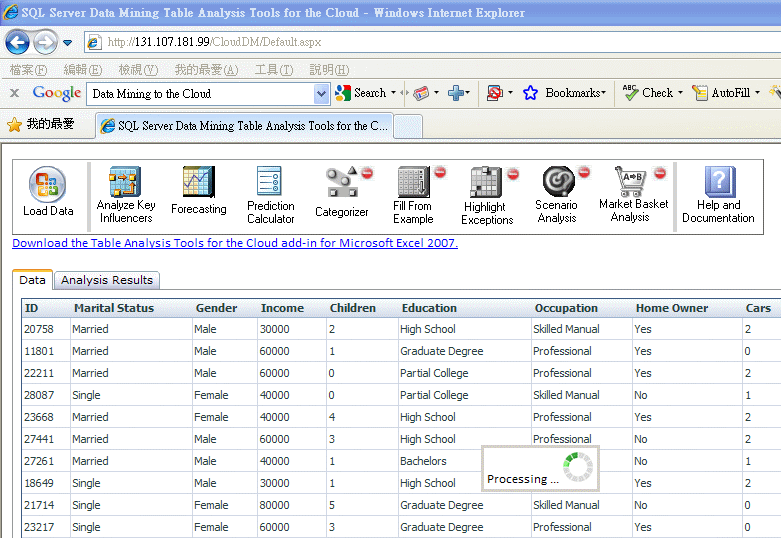 SQL Server Data Mining Table Analysis Tools for the Cloud - Windows Internet Explorer
http://131.107.181.99/CloudDM/Default.aspx
檔案(F) 編輯(E) 檢視(V) 我的最愛(A) 工具(T) 說明(H)
x Google Data Mining to the Cloud Search Bookmarks ABC Check AutoFill
我的最愛 SQL Server Data Mining Table Analysis Tools for the C...
Load Data
Analyze Key
Influencers
Forecasting
Prediction
Calculator
Categorizer
Fill From
Example
Highlight
Exceptions
Scenario
Analysis
A→B
Market Basket
Analysis
?
Help and
Documentation
Download the Table Analysis Tools for the Cloud add-in for Microsoft Excel 2007.
Data Analysis Results
ID Marital Status Gender Income Children Education Occupation Home Owner Cars
20758 Married Male 30000 2 High School Skilled Manual Yes 2
11801 Married Male 60000 1 Graduate Degree Professional Yes 0
22211 Married Male 60000 0 Partial College Professional Yes 2
28087 Single Female 40000 0 Partial College Skilled Manual No 1
23668 Married Female 40000 4 High School Professional Yes 2
27441 Married Male 60000 3 High School Professional No 2
27261 Married Male 40000 1 Bachelors No 1
18649 Single Male 30000 1 High School Yes 2
Processing ...
21714 Single Female 80000 5 Graduate Degree Skilled Manual No 0
23217 Single Female 60000 3 Graduate Degree Professional Yes 0